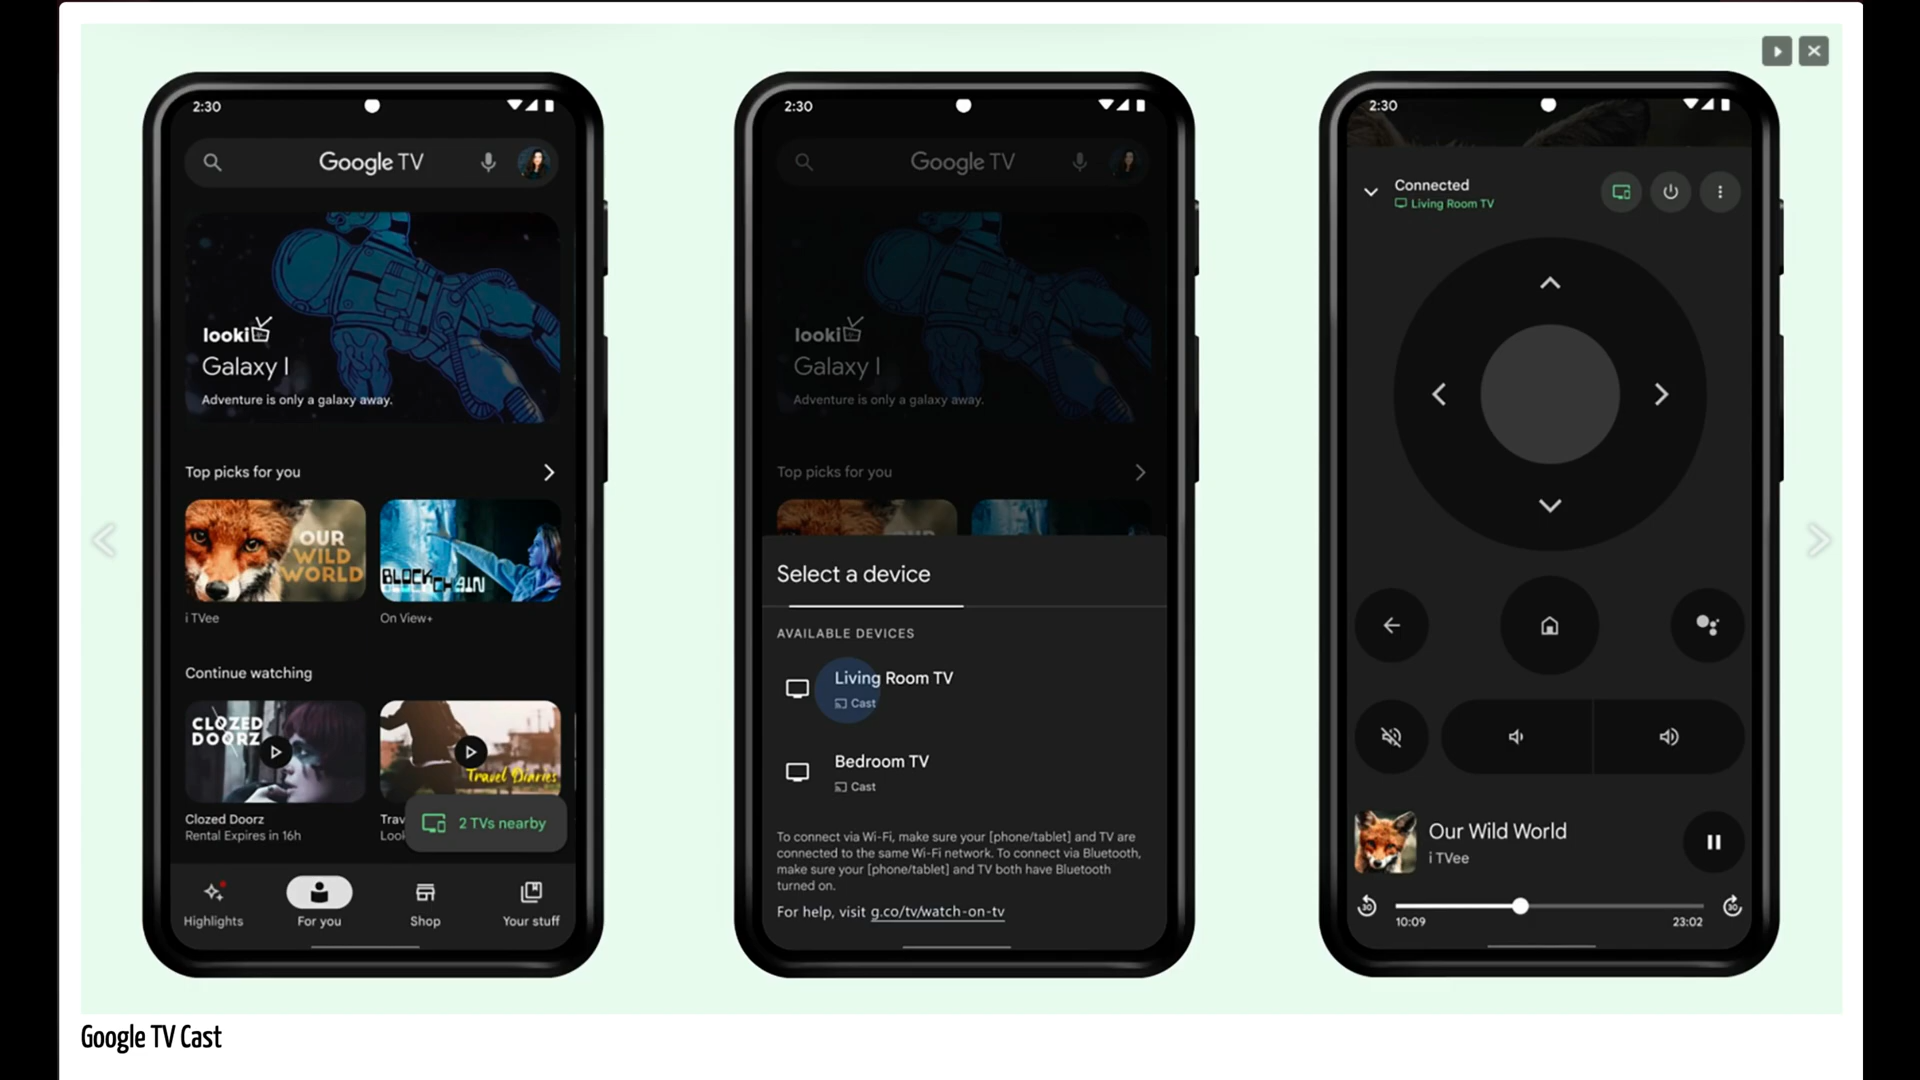 2:30
Google TV
looki
Galaxy I
Adventure is only a galaxy away.
Top picks for you
OUR
WILD
WORLD
BLOCKCHAIN
i TVee
On View+
Continue watching
CLOZED
DOORZ
Travel Diaries
Clozed Doorz
Rental Expires in 16h
Trav
Look
2 TVs nearby
Highlights
For you
Shop
Your stuff
2:30
Google TV
looki
Galaxy I
Adventure is only a galaxy away.
Top picks for you
OUR
Select a device
AVAILABLE DEVICES
Living Room TV
Cast
Bedroom TV
Cast
To connect via Wi-Fi, make sure your [phone/tablet] and TV are
connected to the same Wi-Fi network. To connect via Bluetooth,
make sure your [phone/tablet] and TV both have Bluetooth
turned on.
For help, visit g.co/tv/watch-on-tv
2:30
Connected
Living Room TV
Our Wild World
i TVee
30
30
10:09
23:02
Google TV Cast